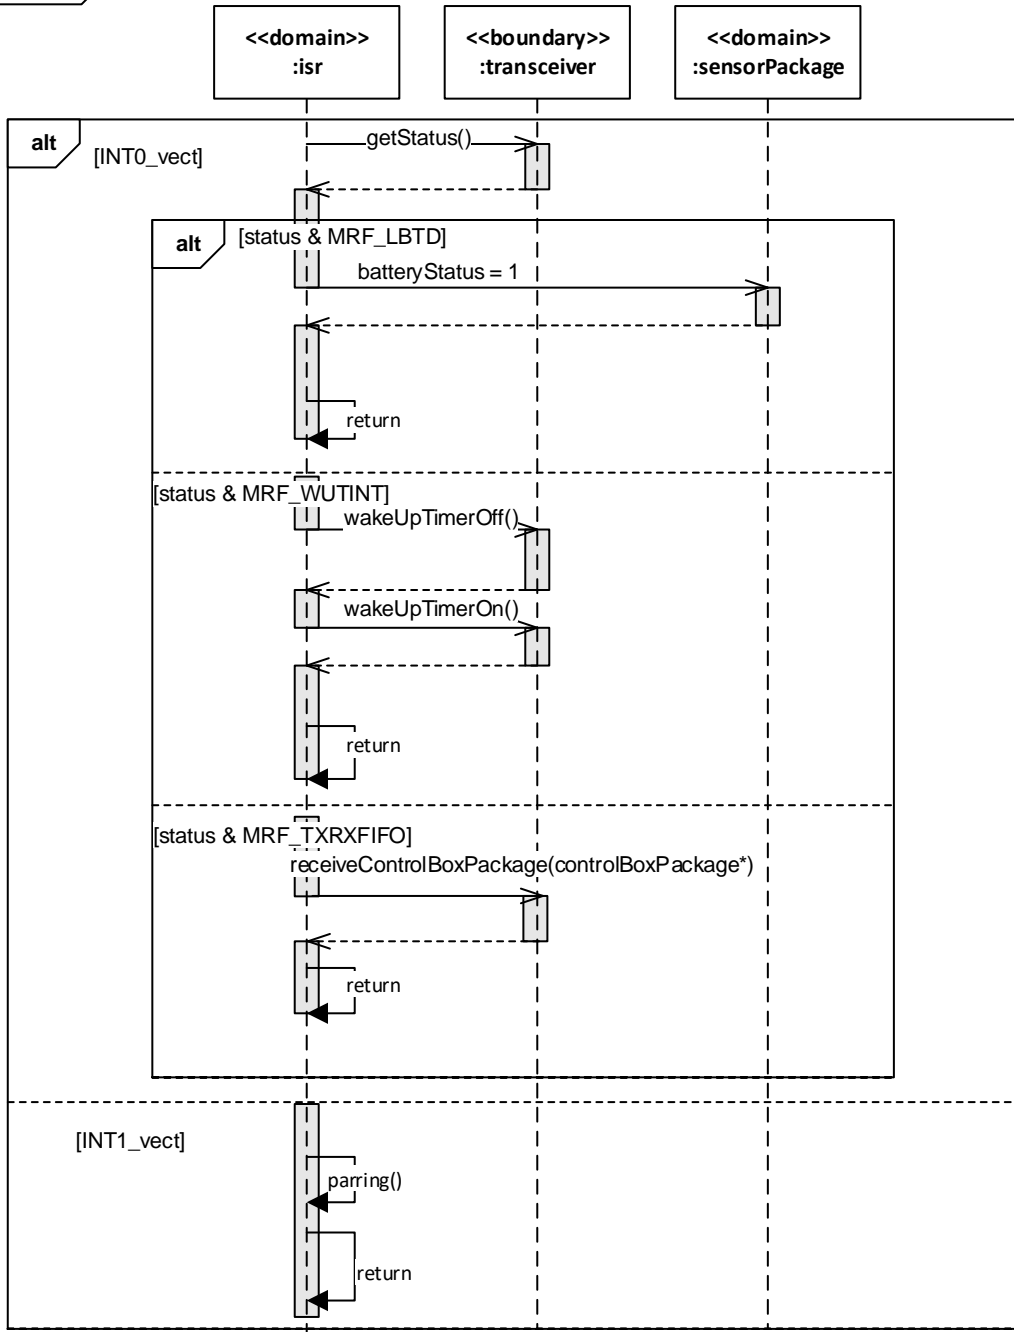 <<domain>>
:isr
<<boundary>>
:transceiver
<<domain>>
:sensorPackage
alt
[INT0_vect]
getStatus()
alt
[status & MRF_LBTD]
batteryStatus = 1
return
[status & MRF_WUTINT]
wakeUpTimerOff()
wakeUpTimerOn()
return
[status & MRF_TXRXFIFO]
receiveControlBoxPackage(controlBoxPackage*)
return
[INT1_vect]
parring()
return